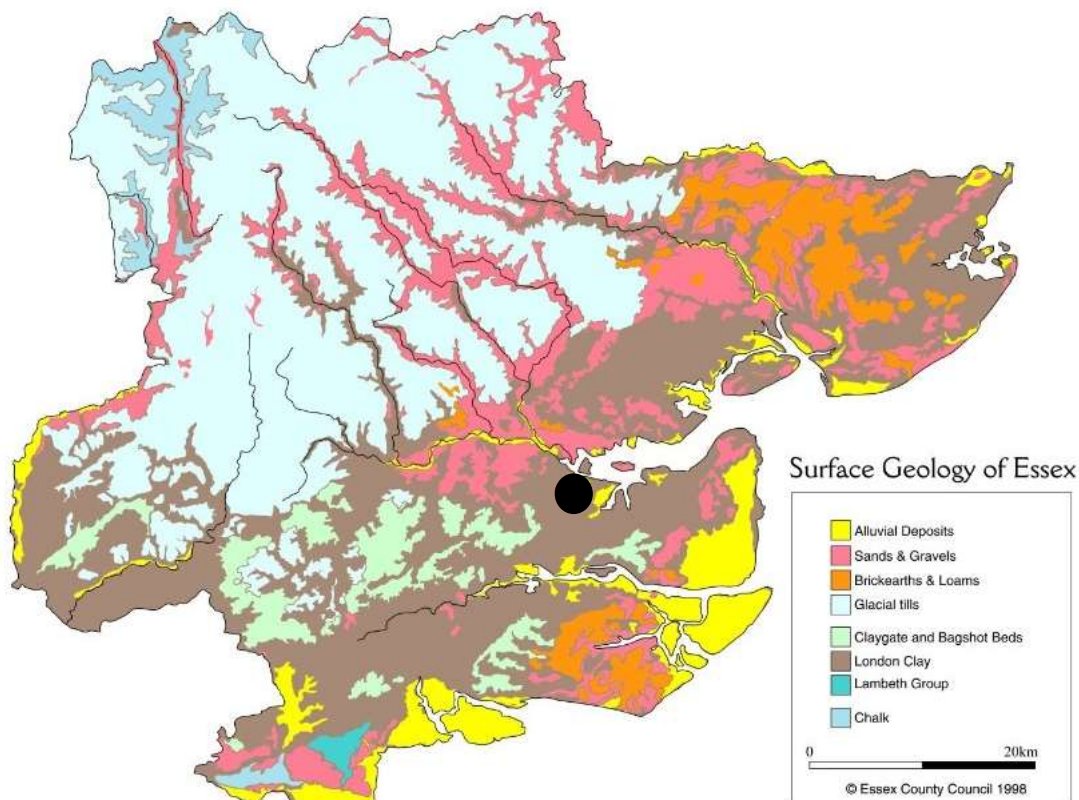 Surface Geology of Essex
Alluvial Deposits
Sands & Gravels
Brickearths & Loams
Glacial tills
Claygate and Bagshot Beds
London Clay
Lambeth Group
Chalk
0 20km
© Essex County Council 1998